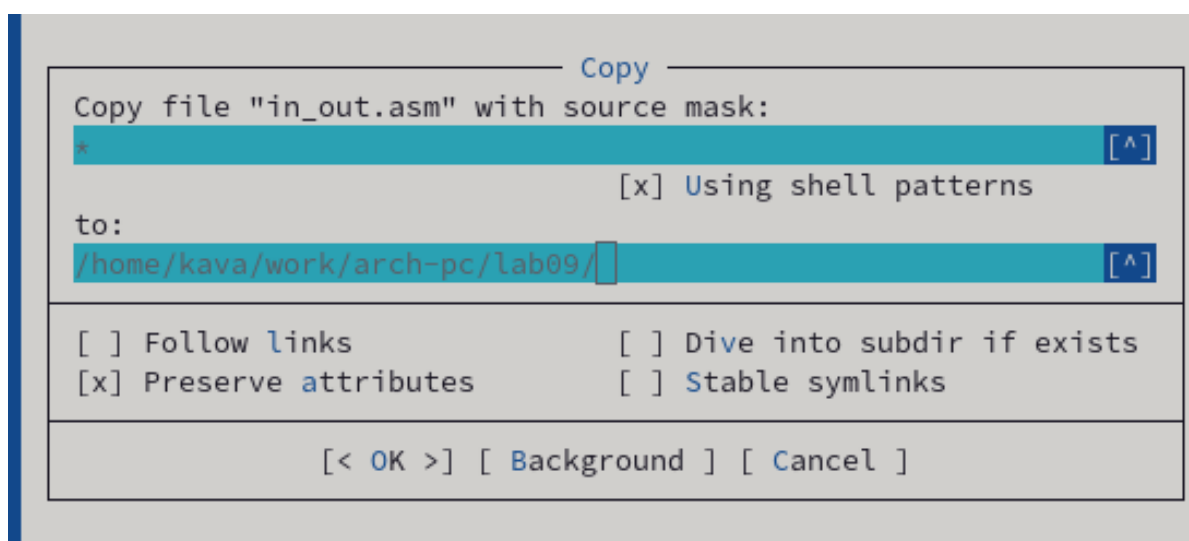 Copy
Copy file "in_out.asm" with source mask:
* [^]
[x] Using shell patterns
to:
/home/kava/work/arch-pc/lab09/ [^]
[ ] Follow links [ ] Dive into subdir if exists
[x] Preserve attributes [ ] Stable symlinks
[< OK >] [ Background ] [ Cancel ]